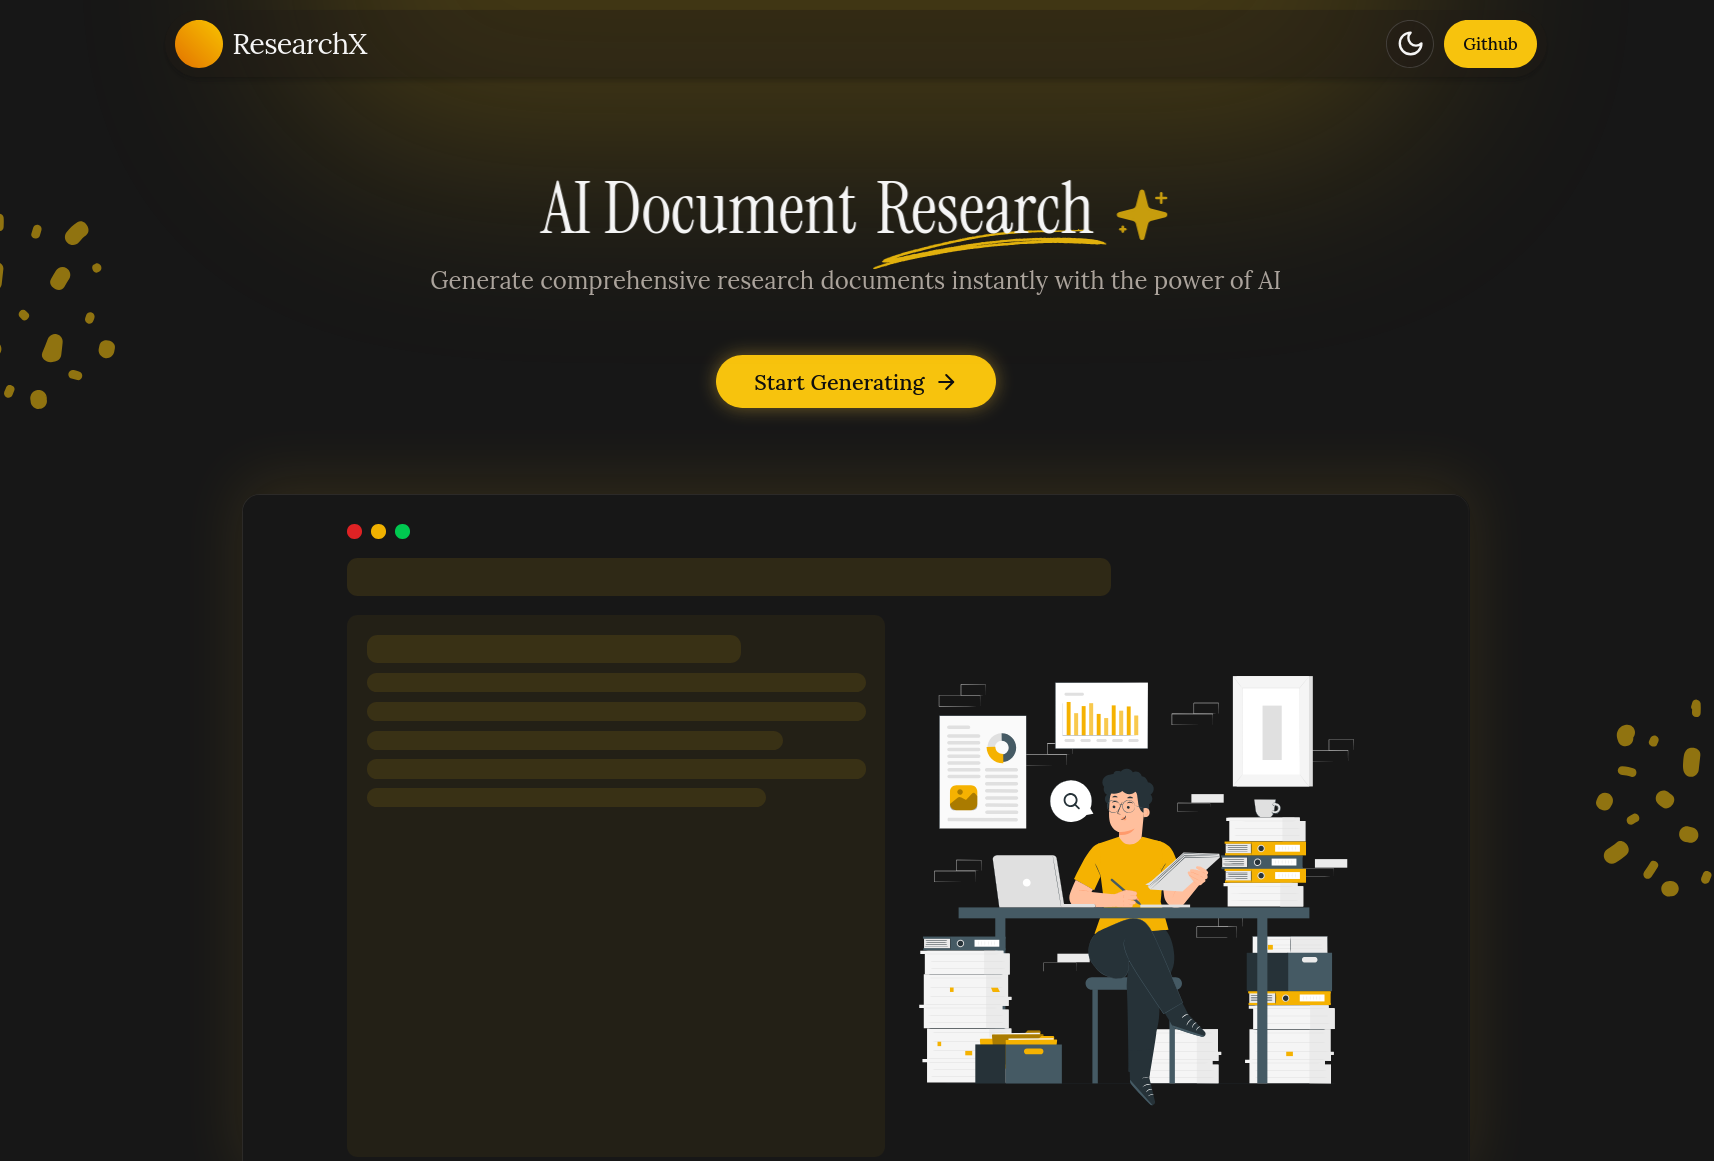 ResearchX
Github
AI Document Research
Generate comprehensive research documents instantly with the power of AI
Start Generating